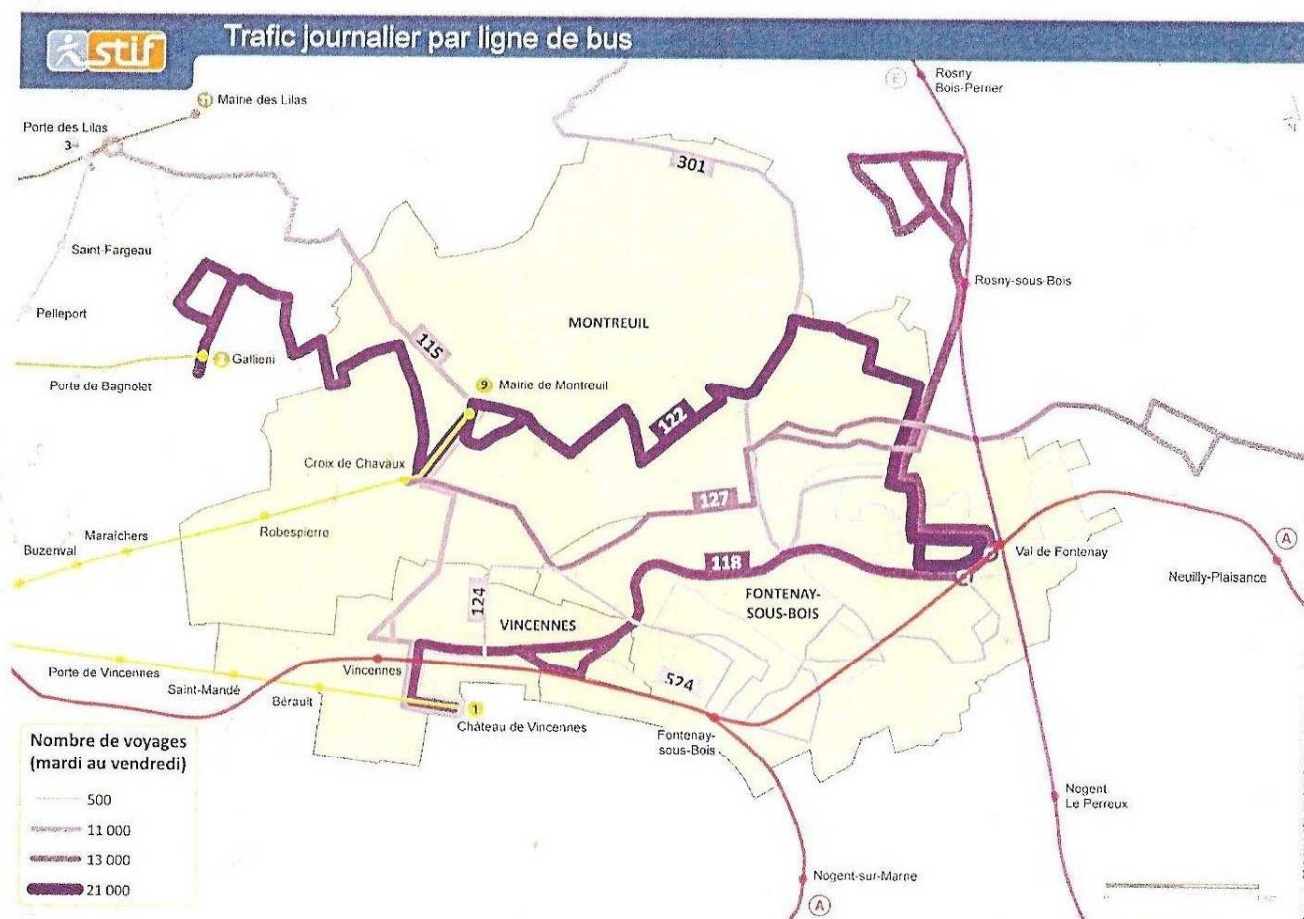 stif
Trafic journalier par ligne de bus
Rosny
Bois-Perrier
E
Mairie des Lilas
Porte des Lilas
301
Saint-Fargeau
Rosny-sous-Bois
Pelleport
MONTREUIL
115
Gallieni
Porte de Bagnolet
9
Mairie de Montreuil
122
Croix de Chavaux
127
Robespierre
Maraîchers
Buzenval
118
Val de Fontenay
A
Neuilly-Plaisance
FONTENAY-
SOUS-BOIS
124
VINCENNES
Vincennes
Porte de Vincennes
Saint-Mandé
Bérault
524
1
Château de Vincennes
Fontenay-
sous-Bois
Nombre de voyages
(mardi au vendredi)
500
11 000
13 000
21 000
Nogent
Le Perreux
Nogent-sur-Marne
A